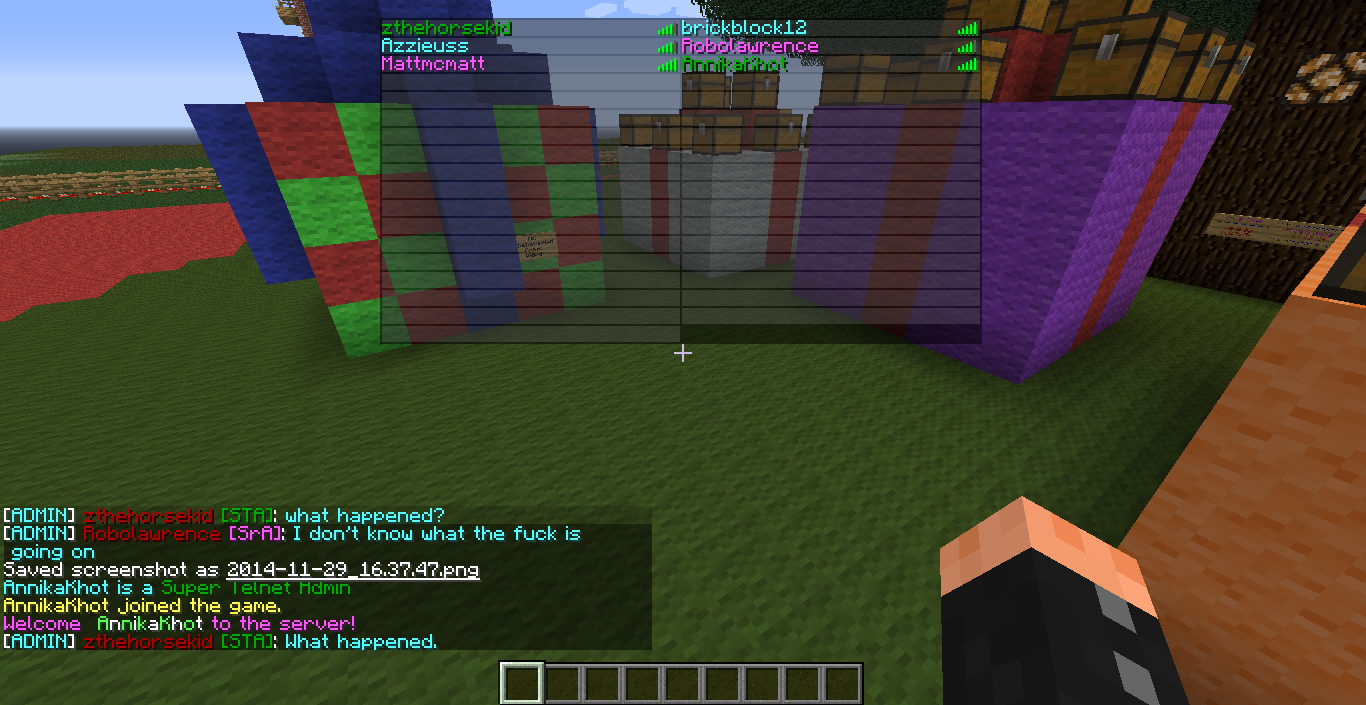 zthehorsekid brickblock12
Azzieuss Robolawrence
Mattmcmatt AnnikaKhot
To:
From:
[ADMIN] zthehorsekid [STA]: what happened?
[ADMIN] Robolawrence [SrA]: I don't know what the fuck is
going on
Saved screenshot as 2014-11-29_16.37.47.png
AnnikaKhot is a Super Telnet Admin
AnnikaKhot joined the game.
Welcome AnnikaKhot to the server!
[ADMIN] zthehorsekid [STA]: What happened.